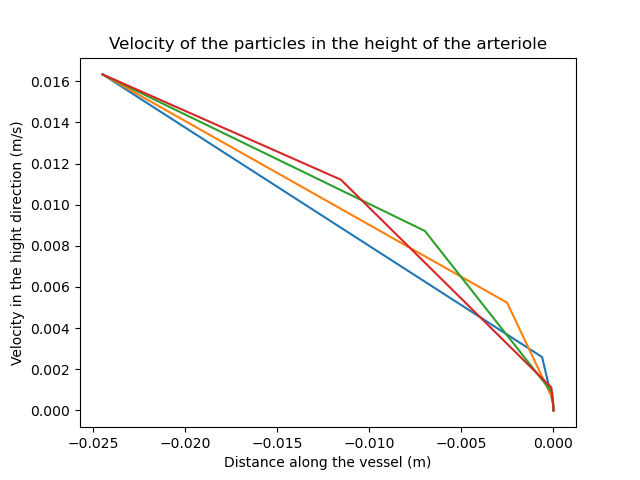 Velocity of the particles in the height of the arteriole
0.016
0.014
0.012
0.010
0.008
0.006
0.004
0.002
0.000
Velocity in the hight direction (m/s)
−0.025 −0.020 −0.015 −0.010 −0.005 0.000
Distance along the vessel (m)